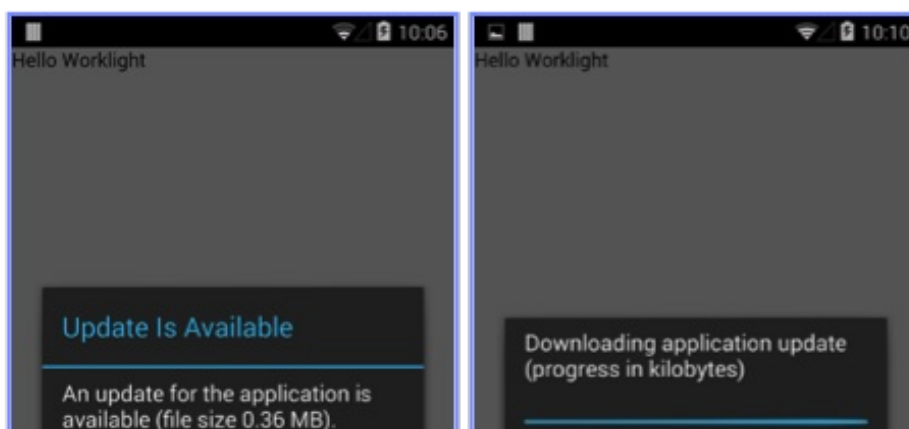 10:06
Hello Worklight
Update Is Available
An update for the application is
available (file size 0.36 MB).
10:10
Hello Worklight
Downloading application update
(progress in kilobytes)